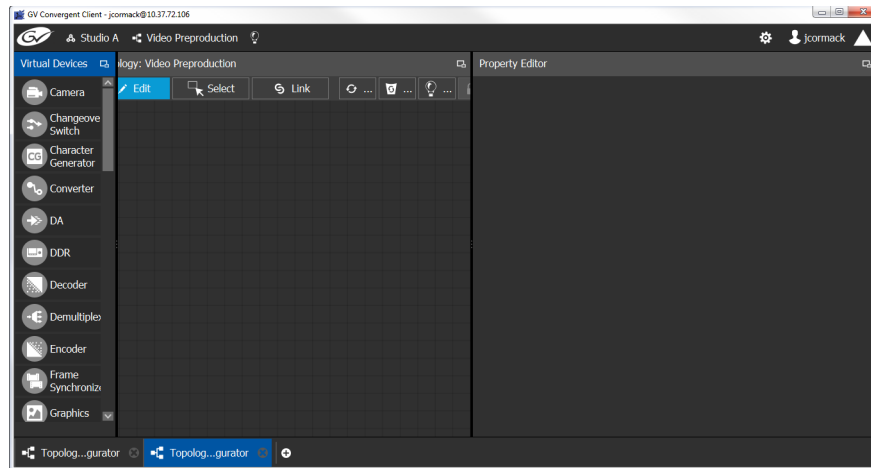 GV Convergent Client - jcormack@10.37.72.106
GV Studio A Video Preproduction jcormack
Virtual Devices ology: Video Preproduction Property Editor
Edit Select Link ... ... ...
Camera
Changeove
Switch
CG Character
Generator
Converter
DA
DDR
Decoder
Demultiplex
Encoder
Frame
Synchronize
Graphics
Topolog...gurator Topolog...gurator